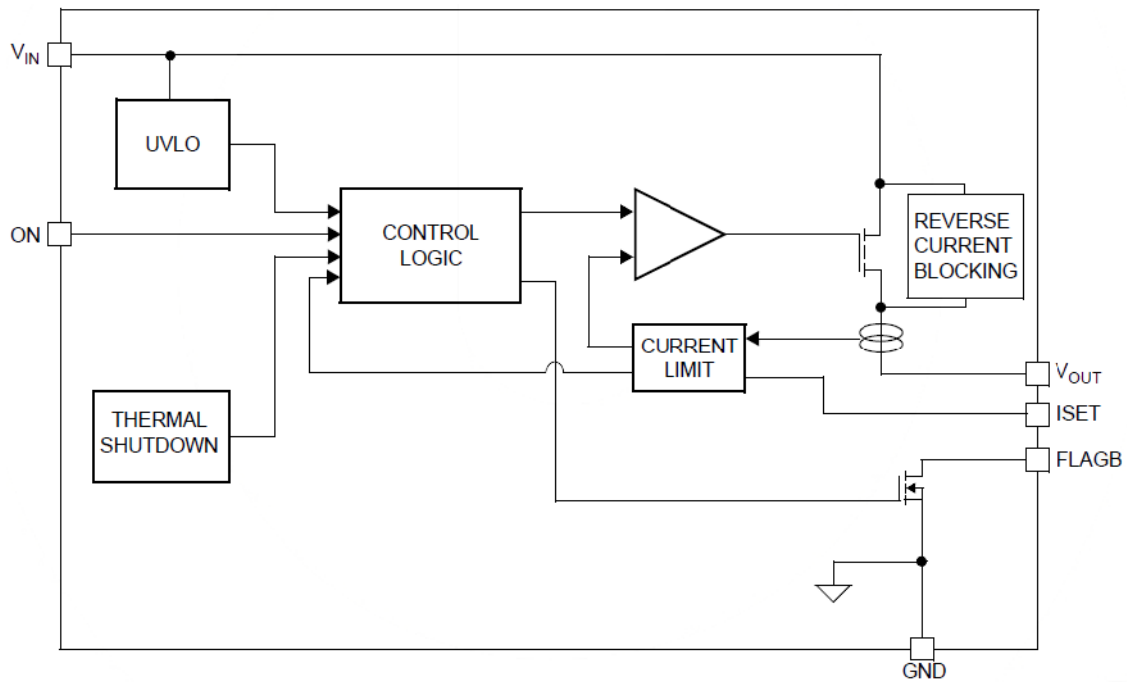 VIN
UVLO
ON
CONTROL
LOGIC
REVERSE
CURRENT
BLOCKING
CURRENT
LIMIT
VOUT
ISET
THERMAL
SHUTDOWN
FLAGB
GND